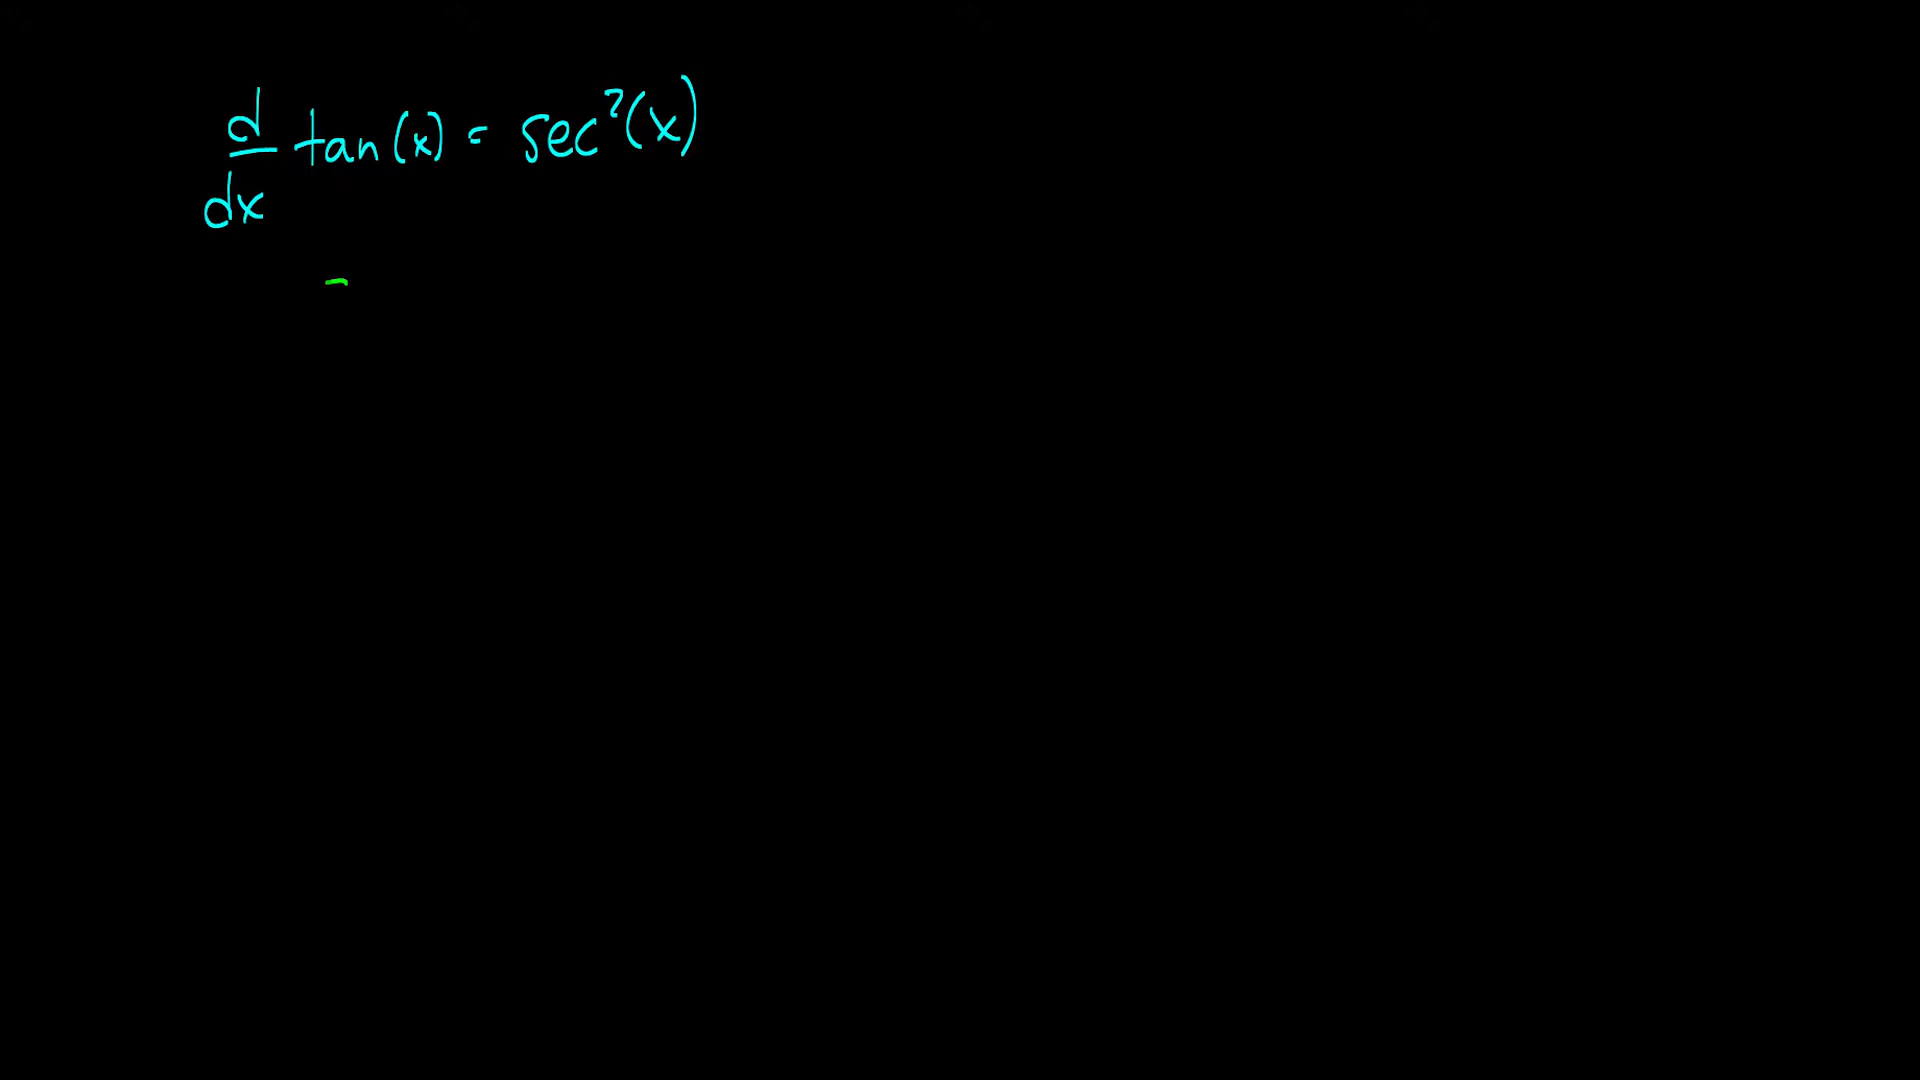 d/dx tan(x) = sec²(x)